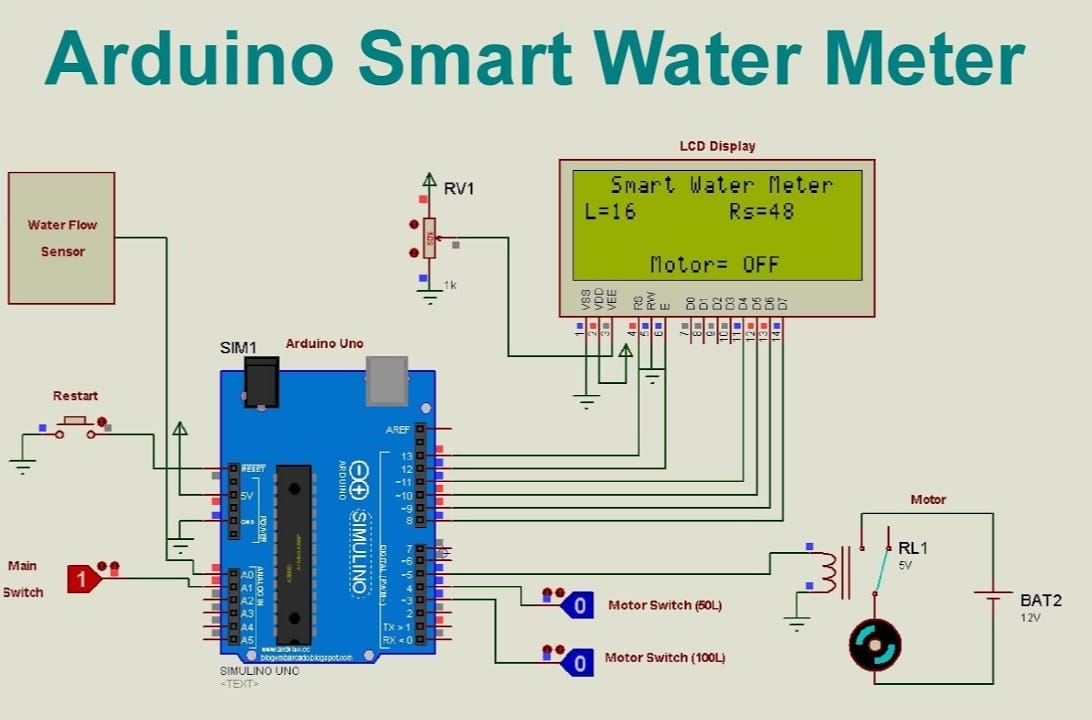 Arduino Smart Water Meter
LCD Display
Smart Water Meter
L=16 Rs=48
Motor= OFF
VSS VDD VEE RS RW E D0 D1 D2 D3 D4 D5 D6 D7
1 2 3 4 5 6 7 8 9 10 11 12 13 14
RV1
1k
Water Flow
Sensor
SIM1
Arduino Uno
Restart
AREF
RESET
5V
GND
POWER
13
12
~11
~10
~9
8
7
~6
~5
4
~3
2
TX > 1
RX < 0
DIGITAL (PWM~)
ARDUINO
SIMULINO
A0
A1
A2
A3
A4
A5
ANALOG IN
blogembarcado.blogspot.com
SIMULINO UNO
<TEXT>
Main
Switch
1
0
Motor Switch (50L)
0
Motor Switch (100L)
Motor
RL1
5V
BAT2
12V